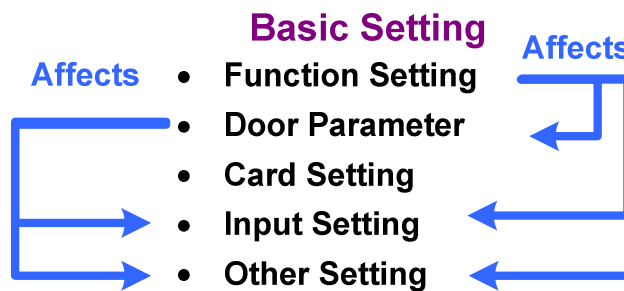 Basic Setting
Affects
Affects
• Function Setting
• Door Parameter
• Card Setting
• Input Setting
• Other Setting